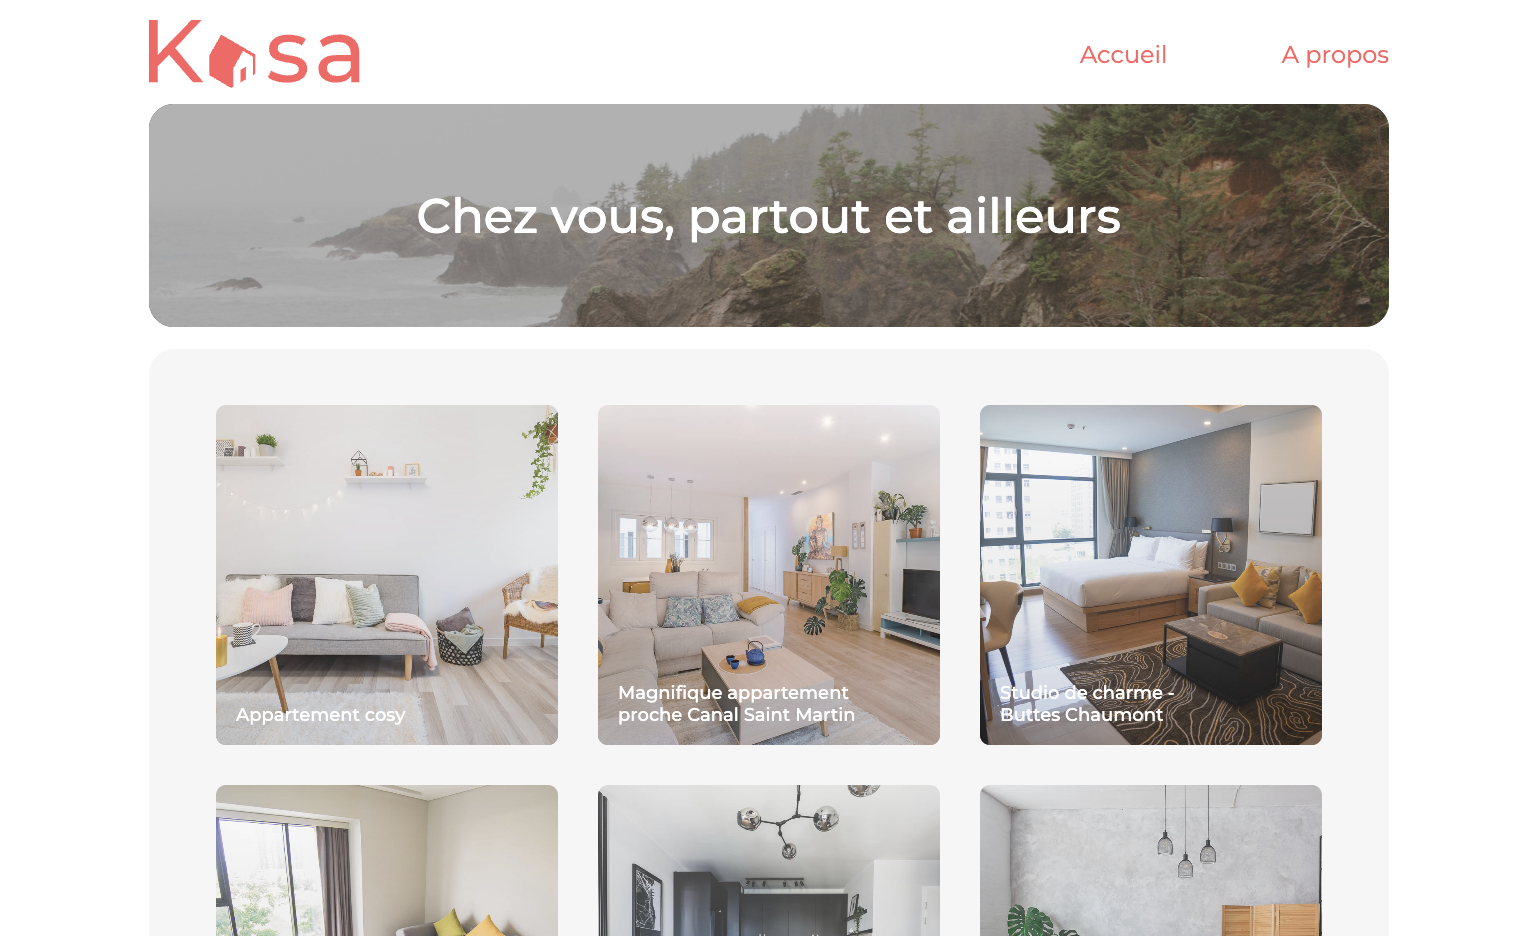 Kasa
Accueil
A propos
Chez vous, partout et ailleurs
Appartement cosy
Magnifique appartement
proche Canal Saint Martin
Studio de charme -
Buttes Chaumont